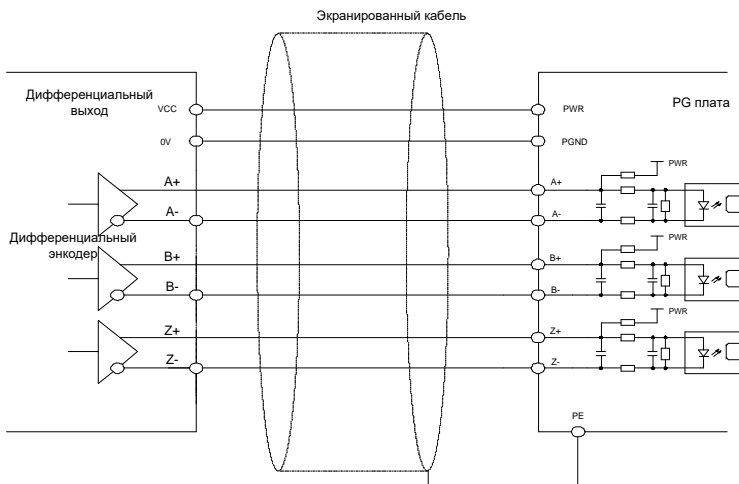 Экранированный кабель
Дифференциальный
выход
PG плата
VCC
PWR
0V
PGND
PWR
A+
A+
A-
A-
Дифференциальный
энкодер
PWR
B+
B+
B-
B-
PWR
Z+
Z+
Z-
Z-
PE